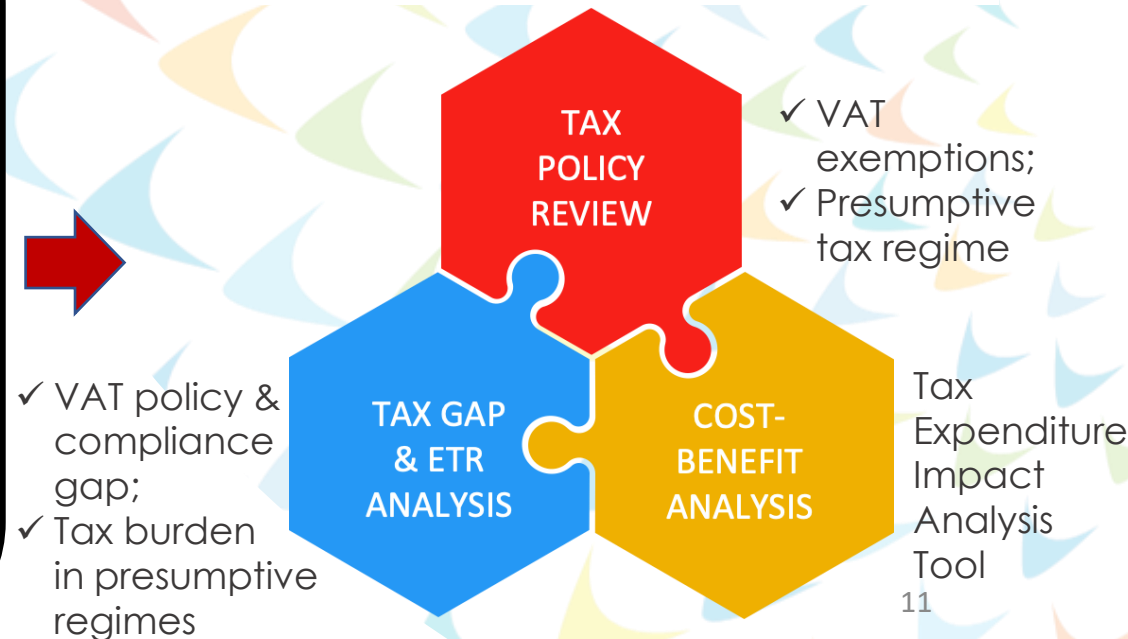 TAX
POLICY
REVIEW
✓ VAT
exemptions;
✓ Presumptive
tax regime
✓ VAT policy &
compliance
gap;
✓ Tax burden
in presumptive
regimes
TAX GAP
& ETR
ANALYSIS
COST-
BENEFIT
ANALYSIS
Tax
Expenditure
Impact
Analysis
Tool
11